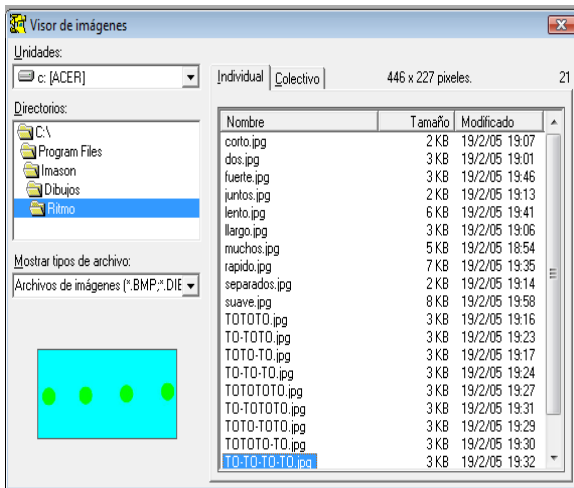 Visor de imágenes
Unidades:
c: [ACER]
Directorios:
C:\
Program Files
Imason
Dibujos
Ritmo
Mostrar tipos de archivo:
Archivos de imágenes (*.BMP;*.DIE
Individual Colectivo 446 x 227 pixeles. 21
Nombre Tamaño Modificado
corto.jpg 2 KB 19/2/05 19:07
dos.jpg 3 KB 19/2/05 19:01
fuerte.jpg 3 KB 19/2/05 19:46
juntos.jpg 2 KB 19/2/05 19:13
lento.jpg 6 KB 19/2/05 19:41
llargo.jpg 3 KB 19/2/05 19:06
muchos.jpg 5 KB 19/2/05 18:54
rapido.jpg 7 KB 19/2/05 19:35
separados.jpg 2 KB 19/2/05 19:14
suave.jpg 8 KB 19/2/05 19:58
TOTOTO.jpg 3 KB 19/2/05 19:16
TO-TOTO.jpg 3 KB 19/2/05 19:23
TOTO-TO.jpg 3 KB 19/2/05 19:17
TO-TO-TO.jpg 3 KB 19/2/05 19:24
TOTOTOTO.jpg 3 KB 19/2/05 19:27
TO-TOTOTO.jpg 3 KB 19/2/05 19:31
TOTO-TOTO.jpg 3 KB 19/2/05 19:29
TOTOTO-TO.jpg 3 KB 19/2/05 19:30
TO-TO-TO-TO.jpg 3 KB 19/2/05 19:32